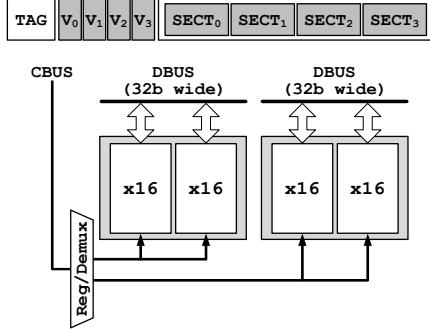 TAG V₀ V₁ V₂ V₃ SECT₀ SECT₁ SECT₂ SECT₃
CBUS DBUS DBUS
(32b wide) (32b wide)
x16 x16 x16 x16
Reg/Demux